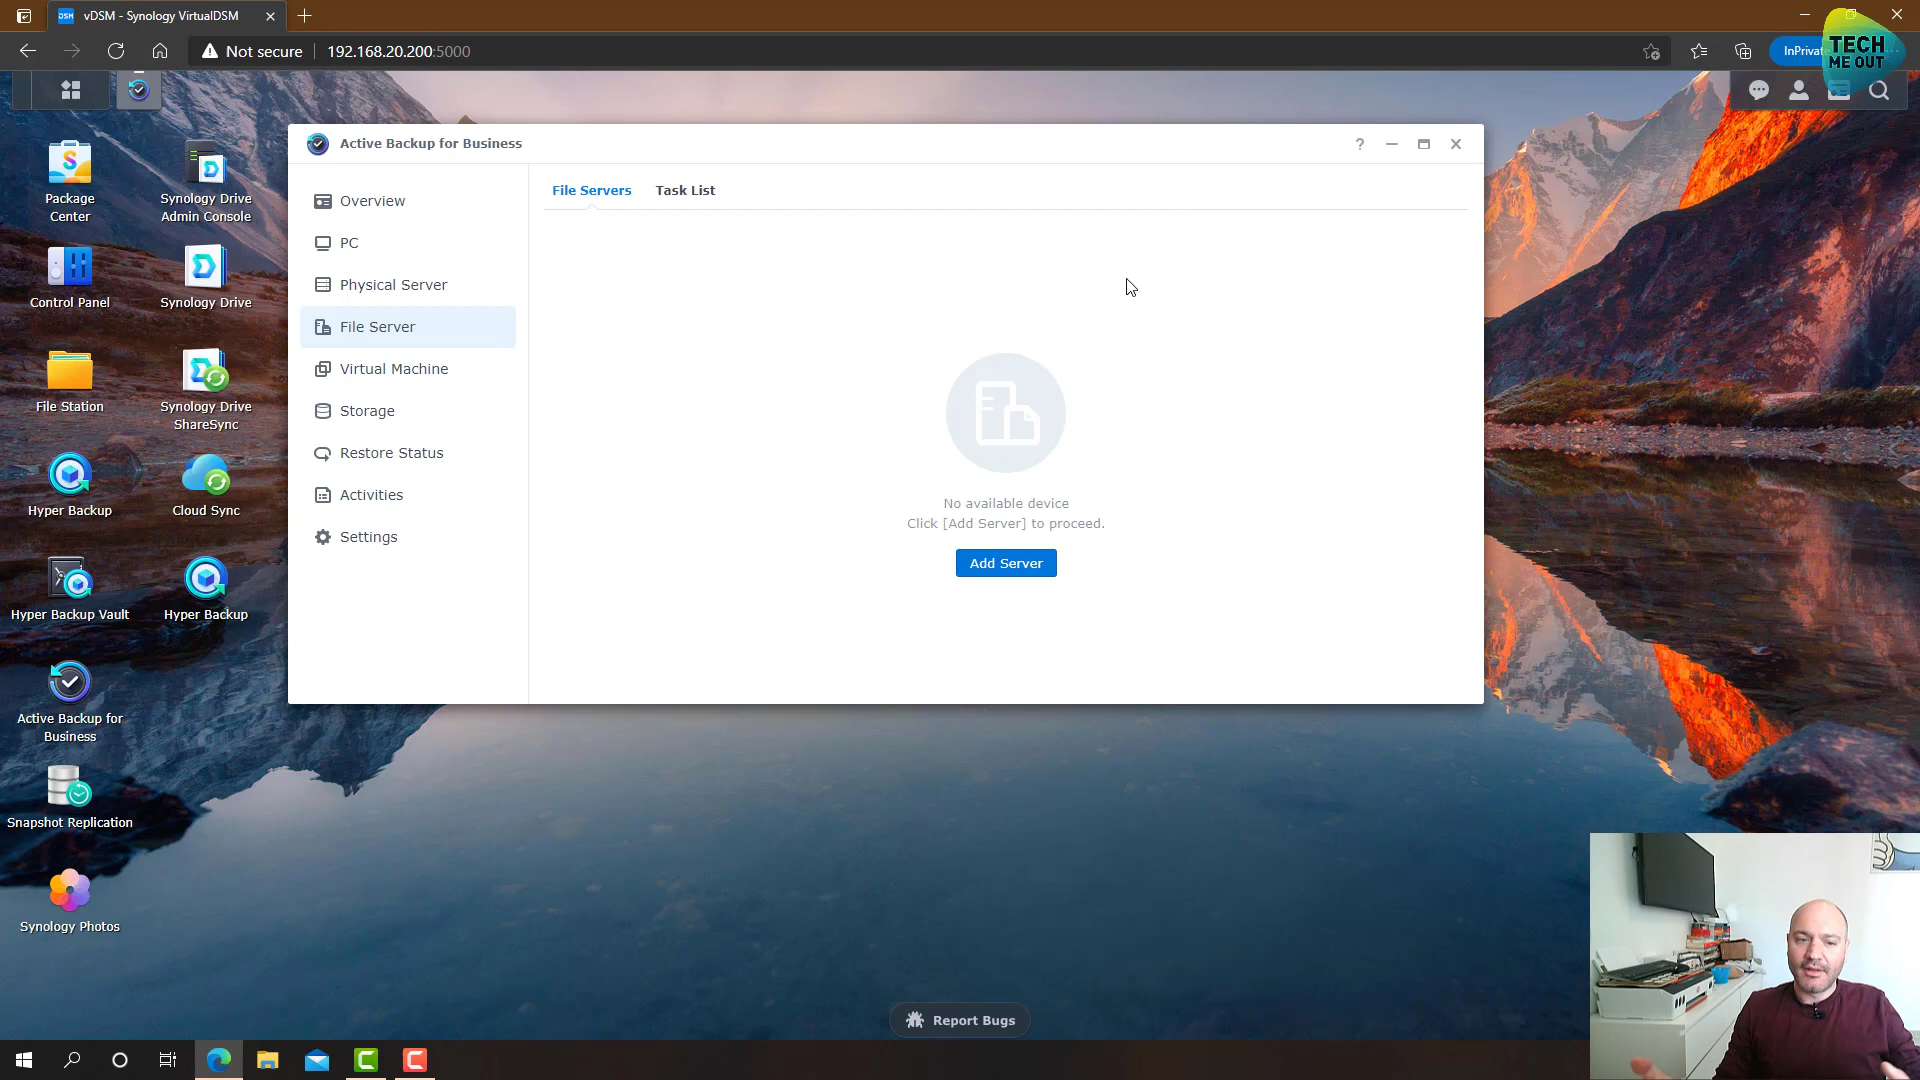 vDSM - Synology VirtualDSM
Not secure
192.168.20.200:5000
InPrivate
TECH
ME OUT
Package
Center
Synology Drive
Admin Console
Control Panel
Synology Drive
File Station
Synology Drive
ShareSync
Hyper Backup
Cloud Sync
Hyper Backup Vault
Hyper Backup
Active Backup for
Business
Snapshot Replication
Synology Photos
Active Backup for Business
Overview
PC
Physical Server
File Server
Virtual Machine
Storage
Restore Status
Activities
Settings
File Servers
Task List
No available device
Click [Add Server] to proceed.
Add Server
Report Bugs